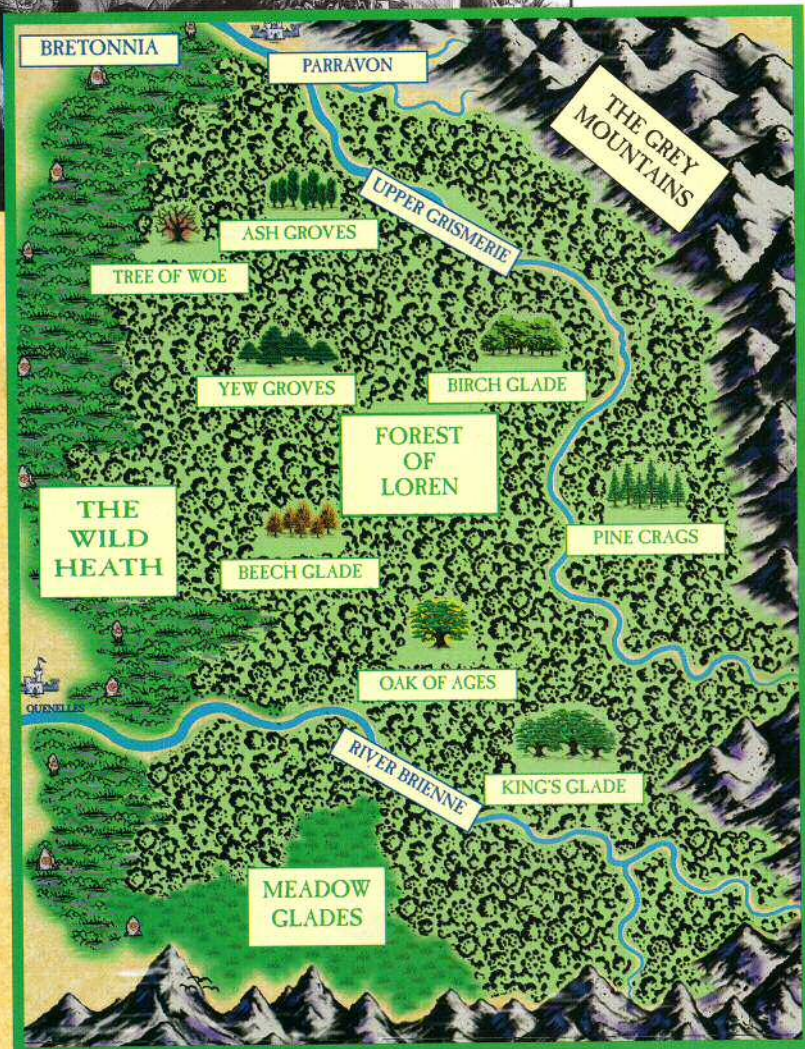 BRETONNIA
PARRAVON
THE GREY
MOUNTAINS
UPPER GRISMERIE
ASH GROVES
TREE OF WOE
YEW GROVES
BIRCH GLADE
FOREST
OF
LOREN
THE
WILD
HEATH
PINE CRAGS
BEECH GLADE
OAK OF AGES
QUENELLES
RIVER BRIENNE
KING'S GLADE
MEADOW
GLADES